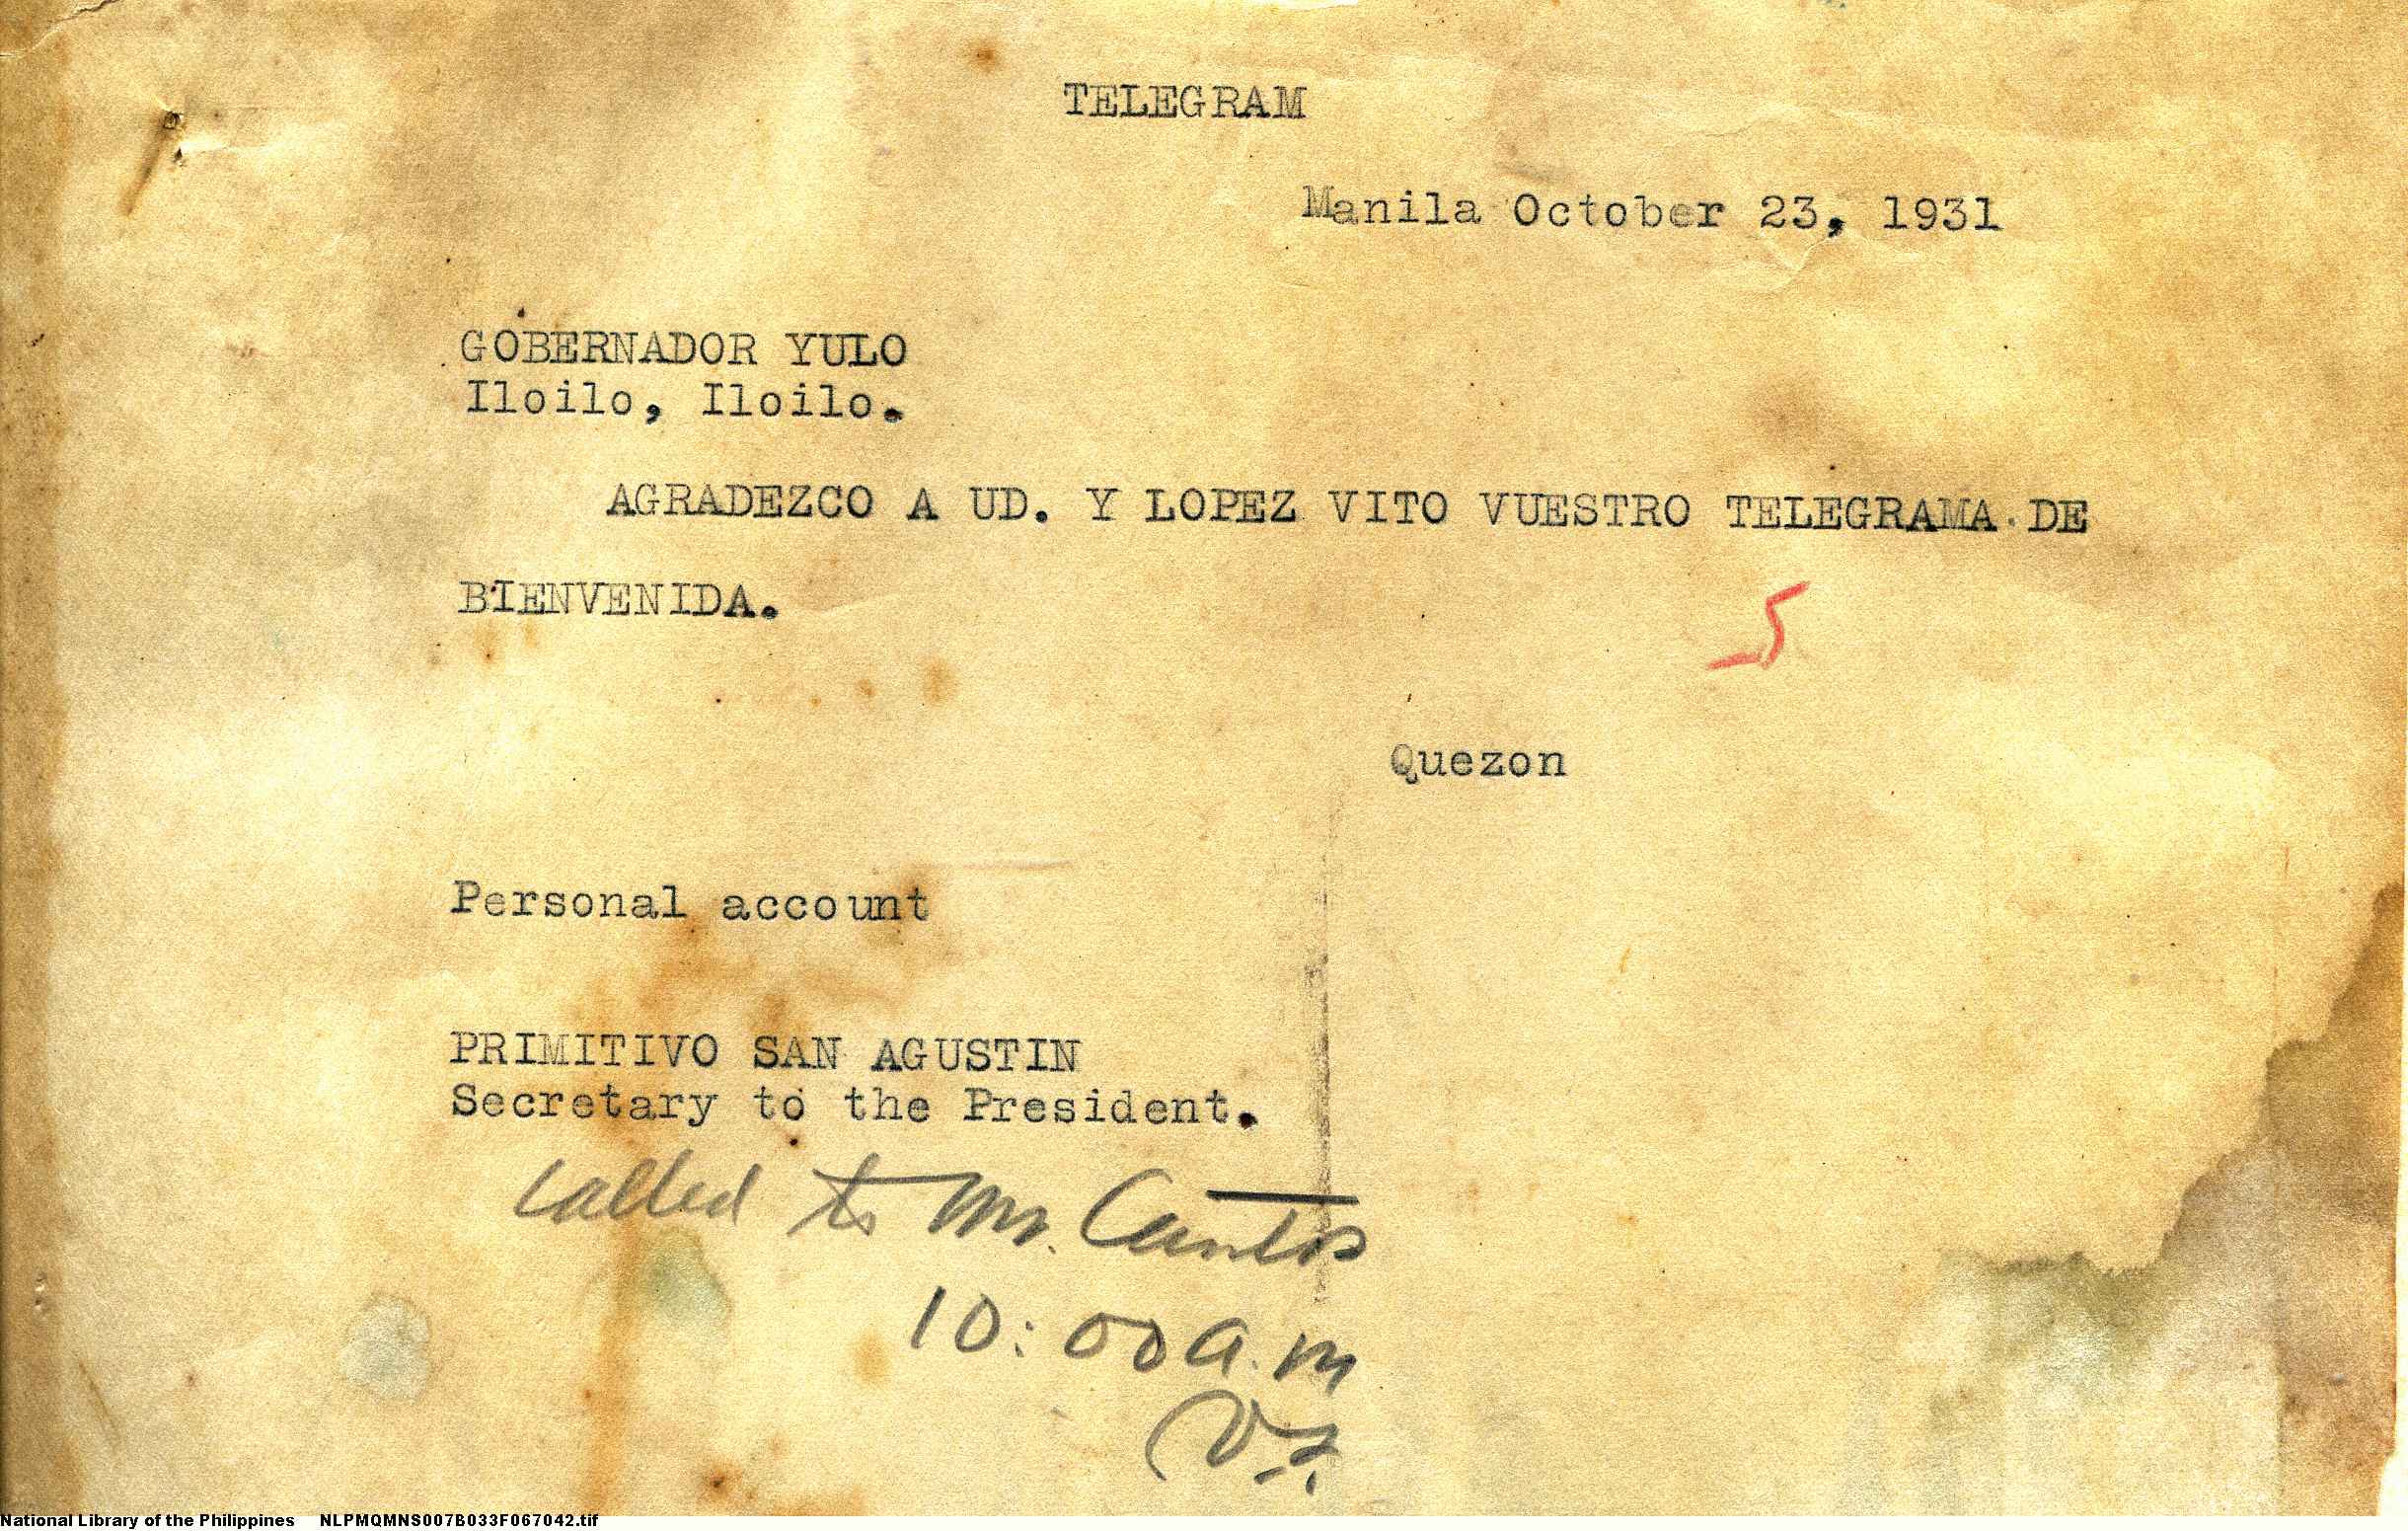 TELEGRAM
Manila October 23, 1931
GOBERNADOR YULO
Iloilo, Iloilo.
AGRADEZCO A UD. Y LOPEZ VITO VUESTRO TELEGRAMA DE
BIENVENIDA.
5
Quezon
Personal account
PRIMITIVO SAN AGUSTIN
Secretary to the President.
called to Mr.
10:00 a.m
National Library of the Philippines NLPMQMNS007B033F067042.tif